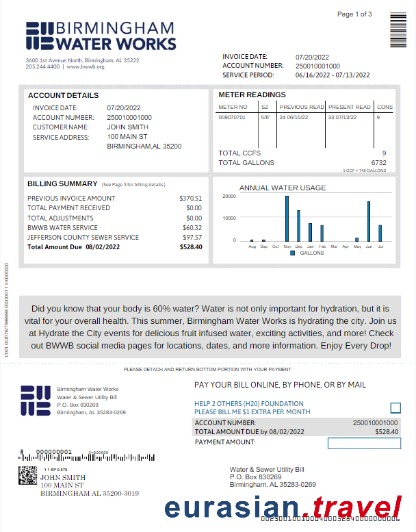 Page 1 of 3
BIRMINGHAM
WATER WORKS
3600 1st Avenue North, Birmingham, AL 35222
205.244.4400 | www.bwwb.org
INVOICE DATE: 07/20/2022
ACCOUNT NUMBER: 250010001000
SERVICE PERIOD: 06/16/2022 - 07/13/2022
ACCOUNT DETAILS
INVOICE DATE: 07/20/2022
ACCOUNT NUMBER: 250010001000
CUSTOMER NAME: JOHN SMITH
SERVICE ADDRESS: 100 MAIN ST
BIRMINGHAM,AL 35200
METER READINGS
METER NO SZ PREVIOUS READ PRESENT READ CONS
009070701 5/8" 24 06/15/22 33 07/13/22 9
TOTAL CCFS 9
TOTAL GALLONS 6732
1 CCF = 748 GALLONS
BILLING SUMMARY (See Page 3 for billing details)
PREVIOUS INVOICE AMOUNT $370.51
TOTAL PAYMENT RECEIVED $0.00
TOTAL ADJUSTMENTS $0.00
BWWB WATER SERVICE $60.32
JEFFERSON COUNTY SEWER SERVICE $97.57
Total Amount Due 08/02/2022 $528.40
ANNUAL WATER USAGE
20000
10000
0
Aug Sep Oct Nov Dec Jan Feb Mar Apr May Jun Jul
GALLONS
Did you know that your body is 60% water? Water is not only important for hydration, but it is
vital for your overall health. This summer, Birmingham Water Works is hydrating the city. Join us
at Hydrate the City events for delicious fruit infused water, exciting activities, and more! Check
out BWWB social media pages for locations, dates, and more information. Enjoy Every Drop!
PLEASE DETACH AND RETURN BOTTOM PORTION WITH YOUR PAYMENT
Birmingham Water Works
Water & Sewer Utility Bill
P.O. Box 830269
Birmingham, AL 35283-0269
PAY YOUR BILL ONLINE, BY PHONE, OR BY MAIL
HELP 2 OTHERS (H20) FOUNDATION
PLEASE BILL ME $1 EXTRA PER MONTH
ACCOUNT NUMBER: 250010001000
TOTAL AMOUNT DUE by 08/02/2022 $528.40
PAYMENT AMOUNT:
JOHN SMITH
100 MAIN ST
BIRMINGHAM AL 35200-3019
Water & Sewer Utility Bill
P.O. Box 830269
Birmingham, AL 35283-0269
eurasian.travel